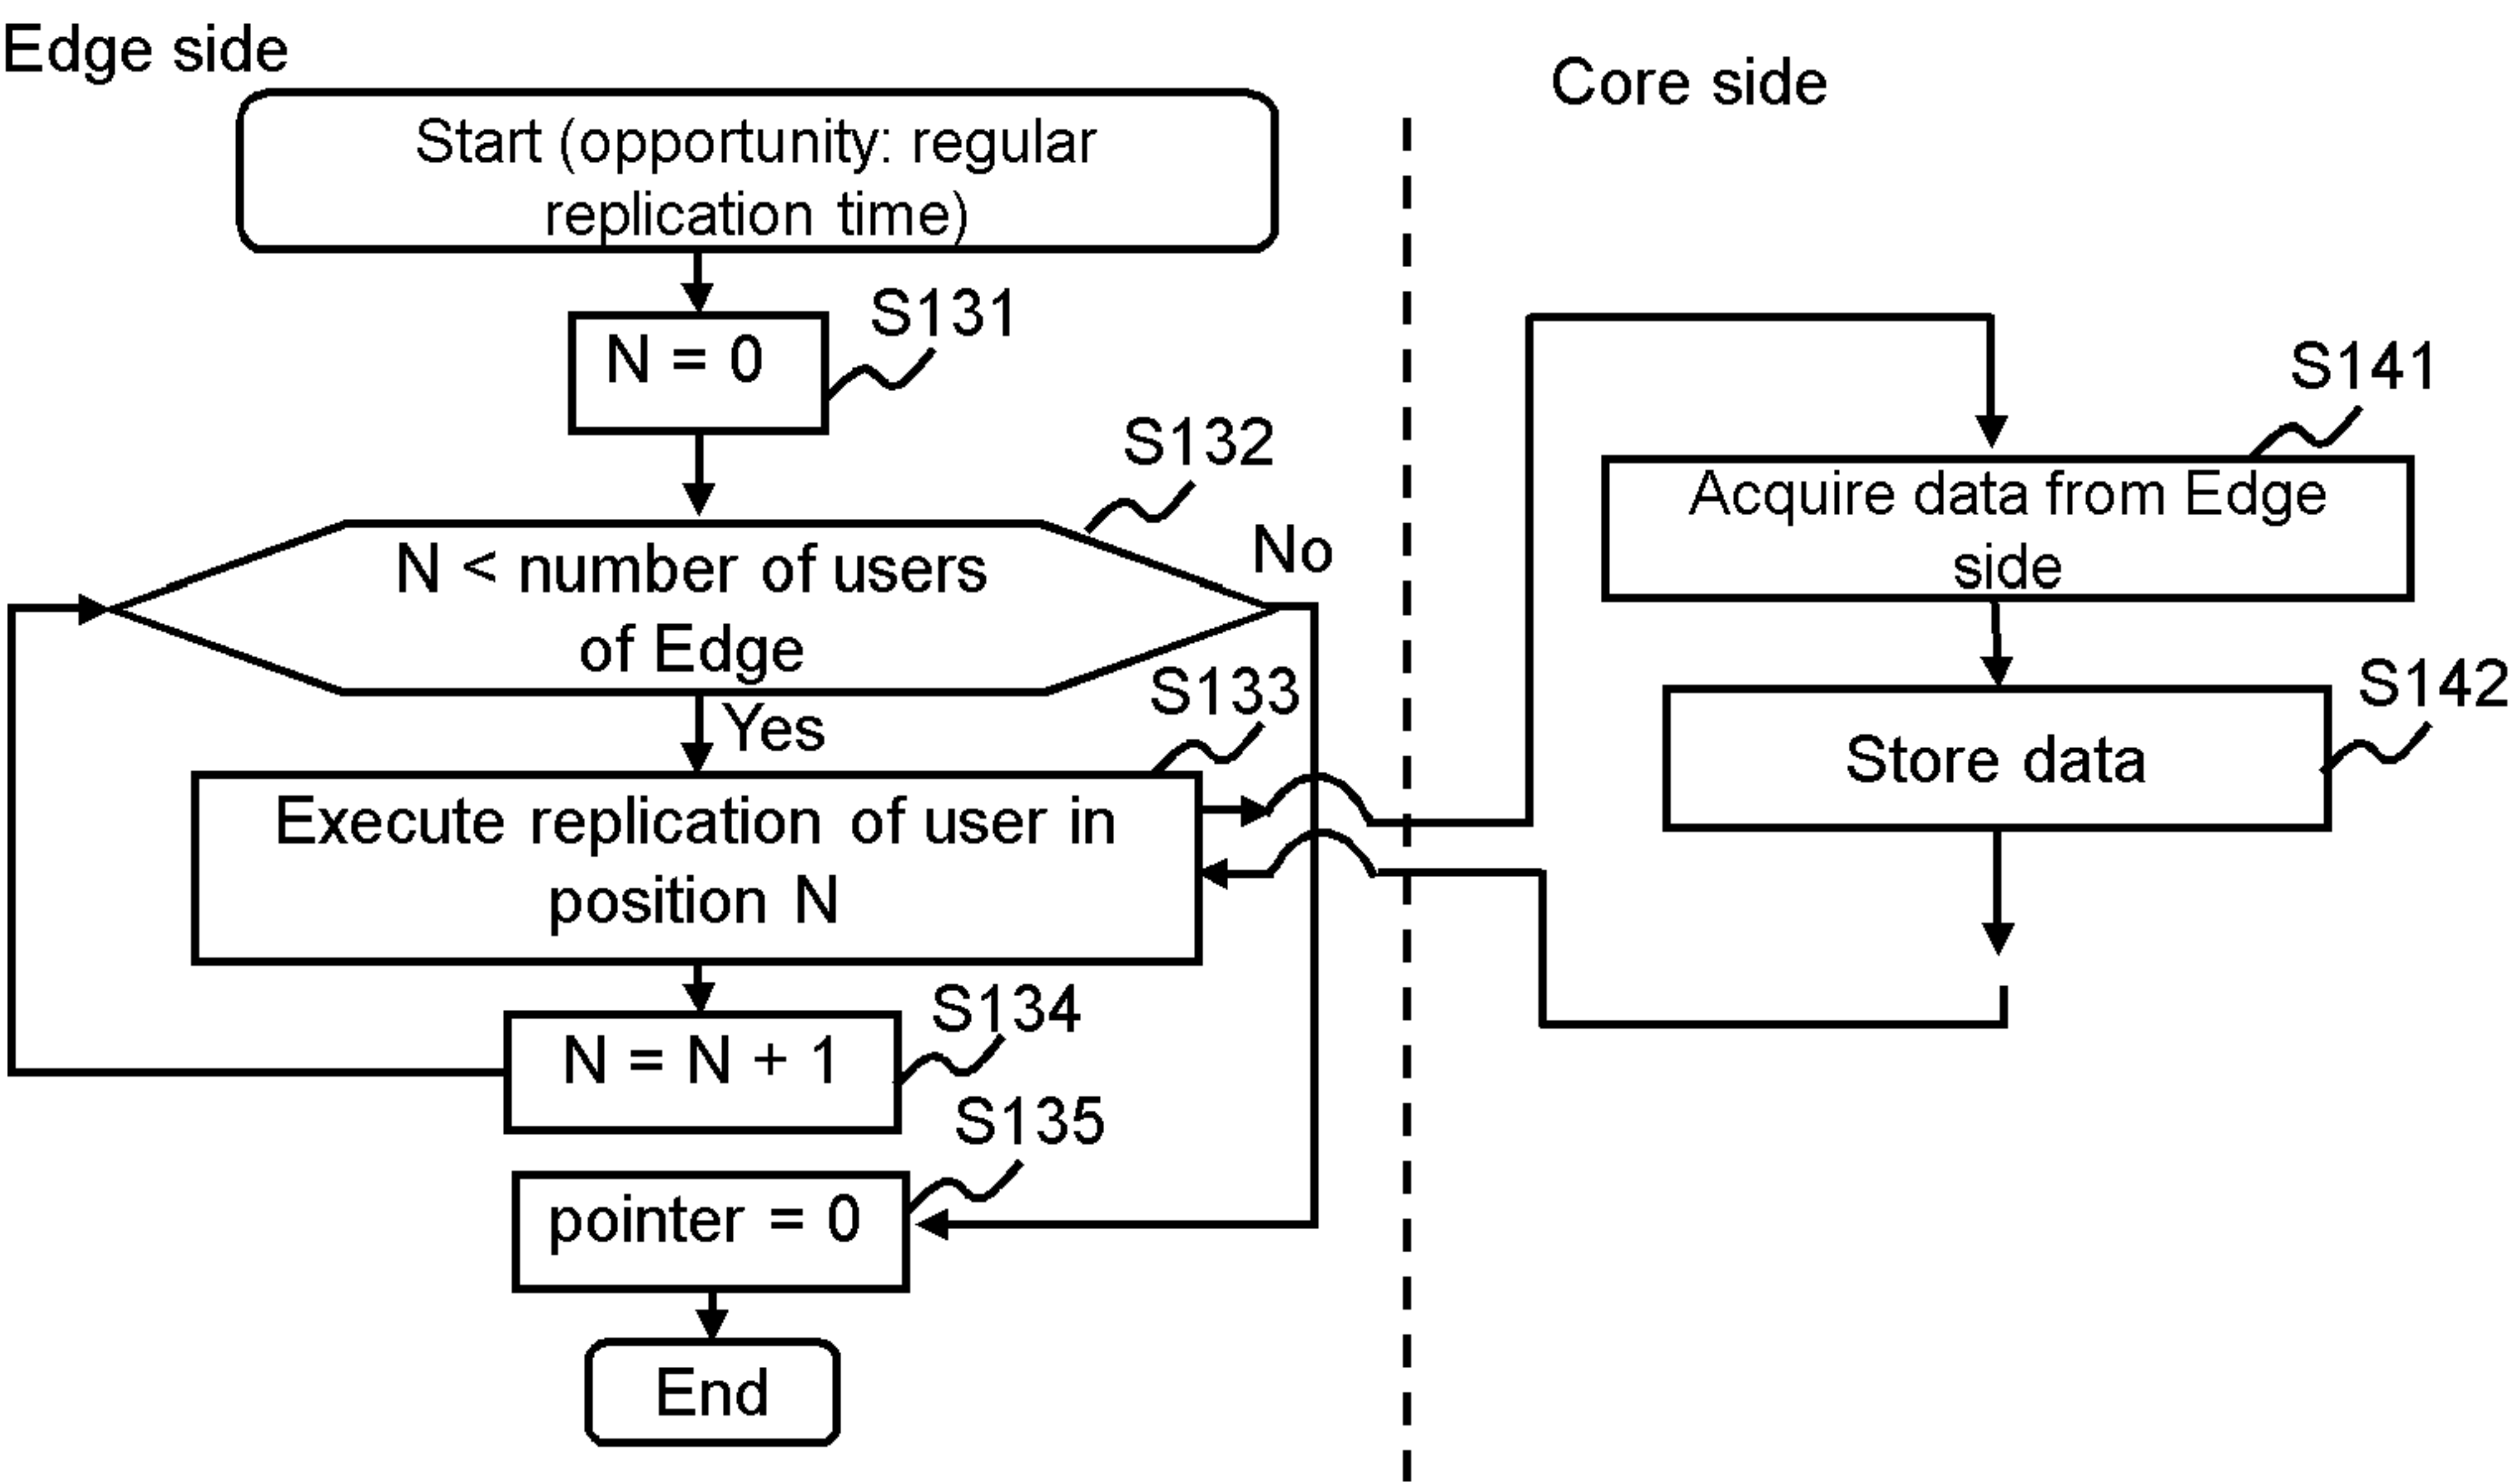 Edge side
Start (opportunity: regular
replication time)
S131
N = 0
S132
N < number of users
of Edge
No
Yes
S133
Execute replication of user in
position N
S134
N = N + 1
S135
pointer = 0
End
Core side
S141
Acquire data from Edge
side
S142
Store data